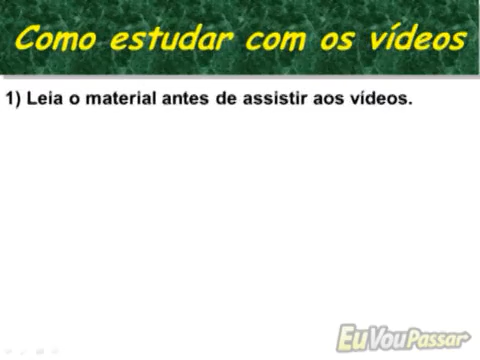 Como estudar com os vídeos
1) Leia o material antes de assistir aos vídeos.
EuVouPassar